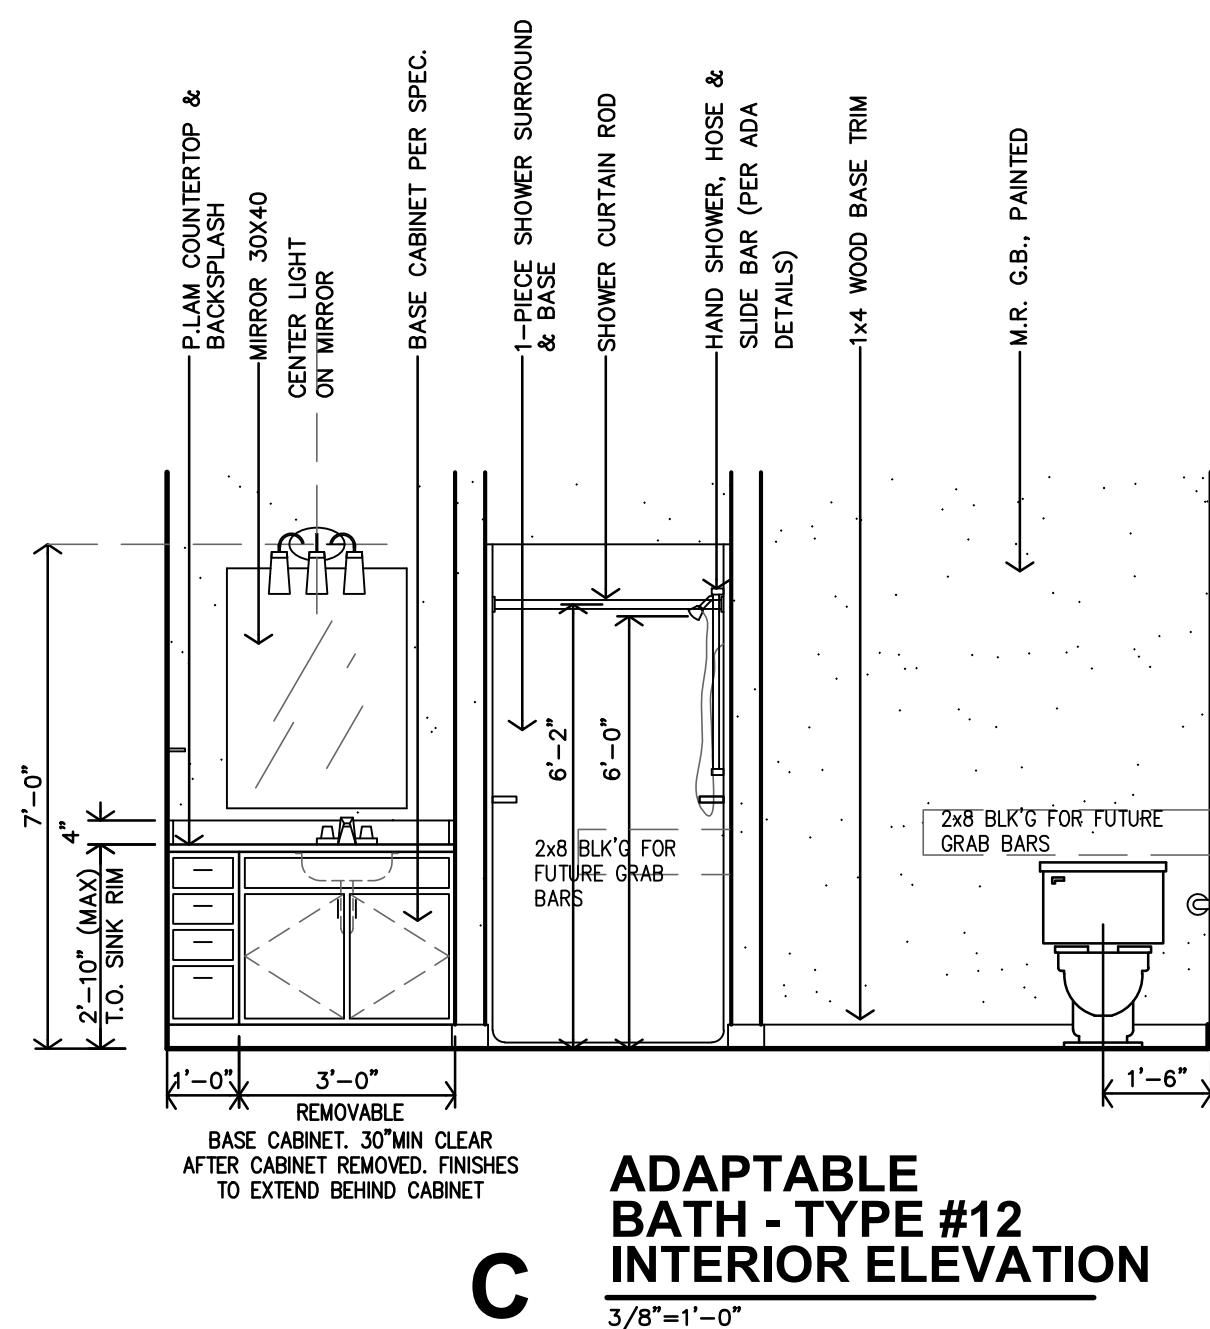 P.LAM COUNTERTOP &
BACKSPLASH
MIRROR 30X40
CENTER LIGHT
ON MIRROR
BASE CABINET PER SPEC.
1-PIECE SHOWER SURROUND
& BASE
SHOWER CURTAIN ROD
HAND SHOWER, HOSE &
SLIDE BAR (PER ADA
DETAILS)
1x4 WOOD BASE TRIM
M.R. G.B., PAINTED
7'-0"
4"
2'-10" (MAX)
T.O. SINK RIM
6'-2"
6'-0"
2x8 BLK'G FOR
FUTURE GRAB
BARS
2x8 BLK'G FOR FUTURE
GRAB BARS
1'-0"
3'-0"
1'-6"
REMOVABLE
BASE CABINET. 30"MIN CLEAR
AFTER CABINET REMOVED. FINISHES
TO EXTEND BEHIND CABINET
C
ADAPTABLE
BATH - TYPE #12
INTERIOR ELEVATION
3/8"=1'-0"